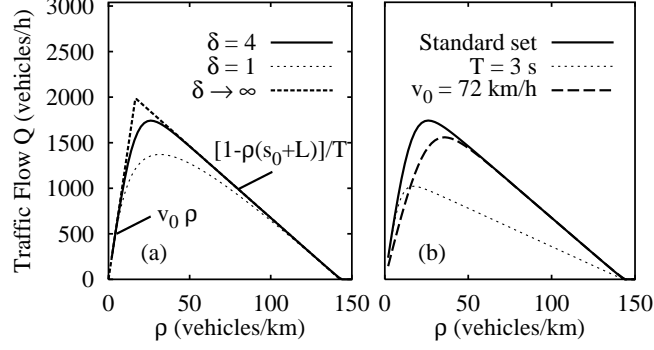 Traffic Flow Q (vehicles/h)
3000
2500
2000
1500
1000
500
0
δ = 4
δ = 1
δ → ∞
[1-ρ(s₀+L)]/T
v₀ ρ
(a)
0 50 100 150
ρ (vehicles/km)
Standard set
T = 3 s
v₀ = 72 km/h
(b)
0 50 100 150
ρ (vehicles/km)